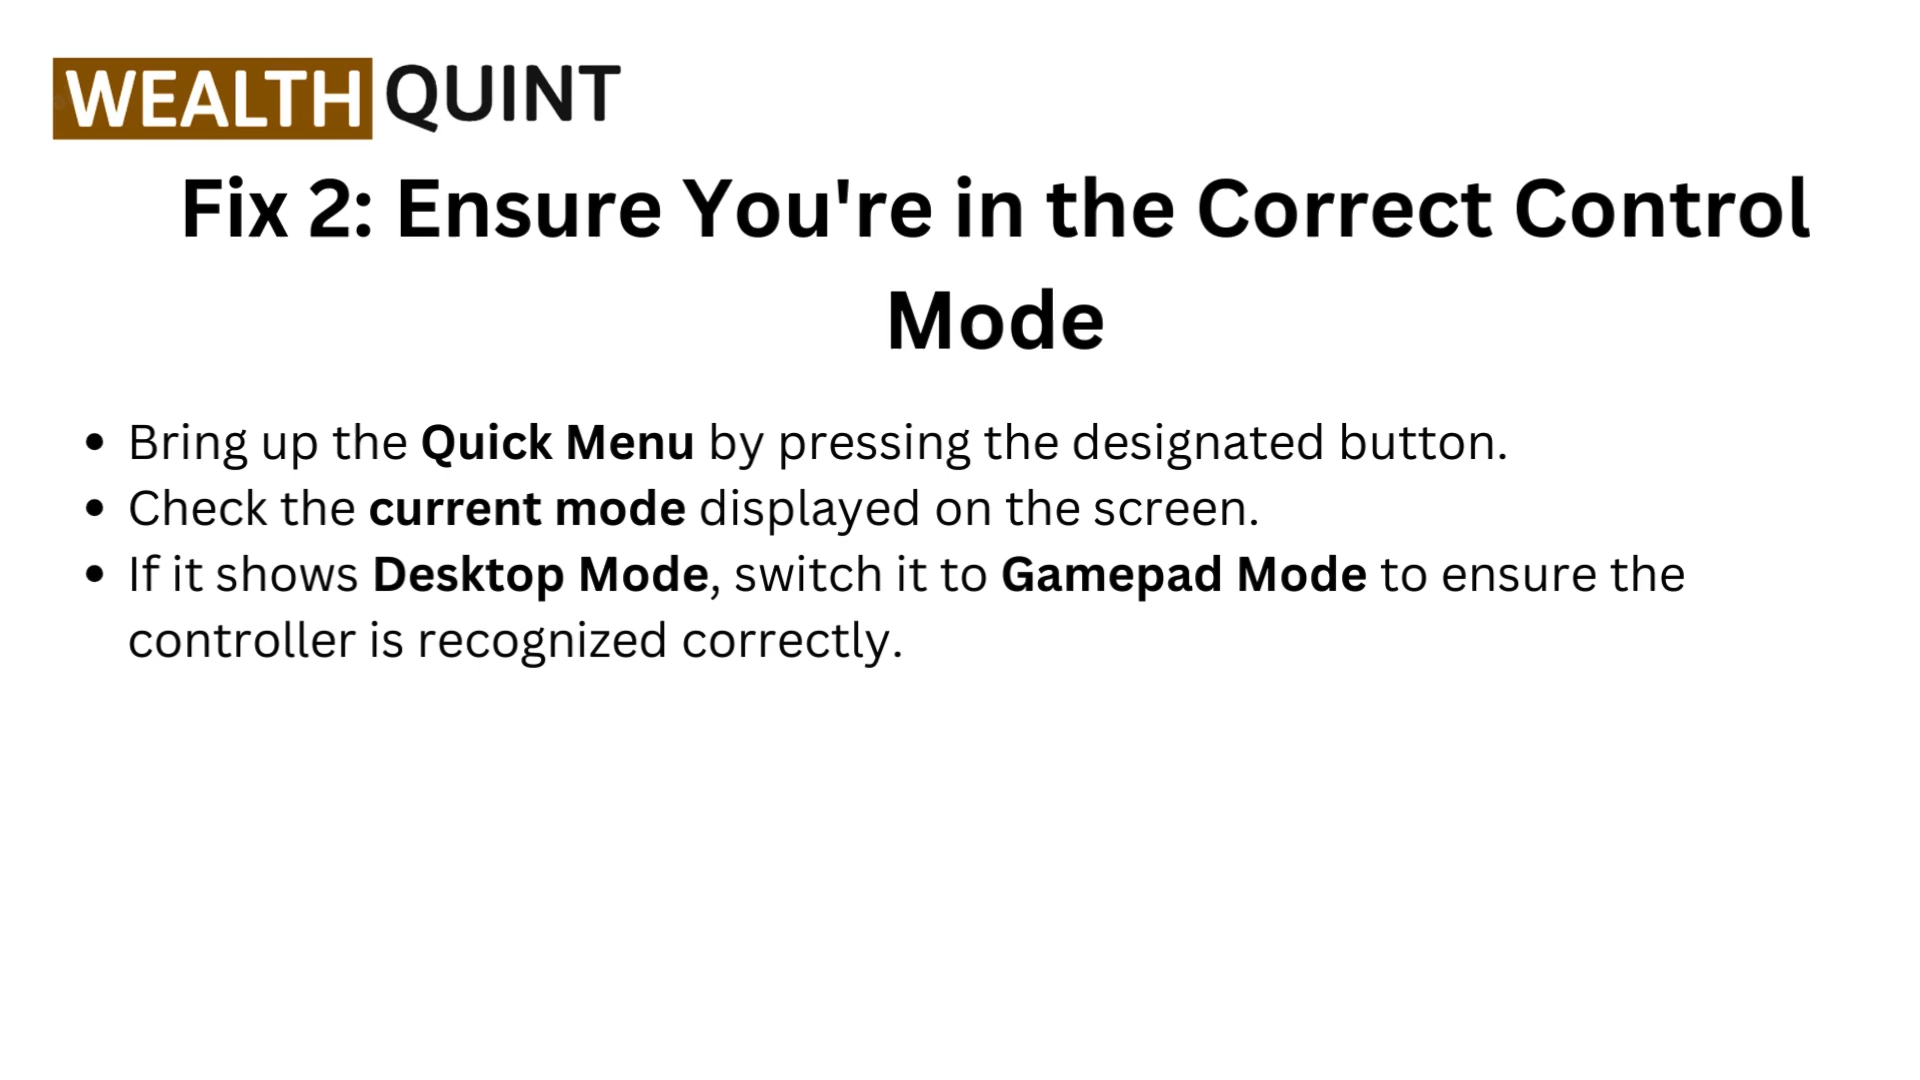 WEALTH QUINT
Fix 2: Ensure You're in the Correct Control
Mode
• Bring up the Quick Menu by pressing the designated button.
• Check the current mode displayed on the screen.
• If it shows Desktop Mode, switch it to Gamepad Mode to ensure the
controller is recognized correctly.